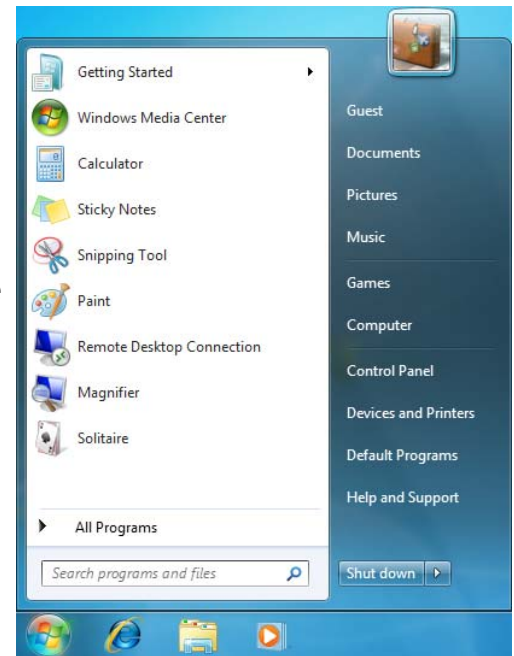 Getting Started
Windows Media Center
Calculator
Sticky Notes
Snipping Tool
Paint
Remote Desktop Connection
Magnifier
Solitaire
All Programs
Search programs and files
Guest
Documents
Pictures
Music
Games
Computer
Control Panel
Devices and Printers
Default Programs
Help and Support
Shut down